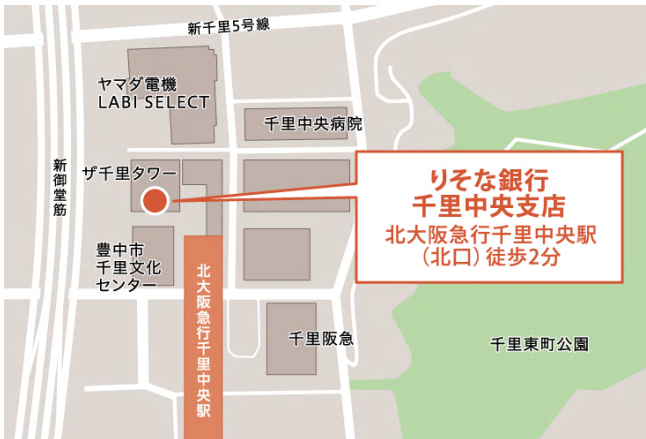 新千里5号線
ヤマダ電機
LABI SELECT
千里中央病院
新御堂筋
ザ千里タワー
りそな銀行
千里中央支店
北大阪急行千里中央駅
（北口）徒歩2分
豊中市
千里文化
センター
北大阪急行千里中央駅
千里阪急
千里東町公園